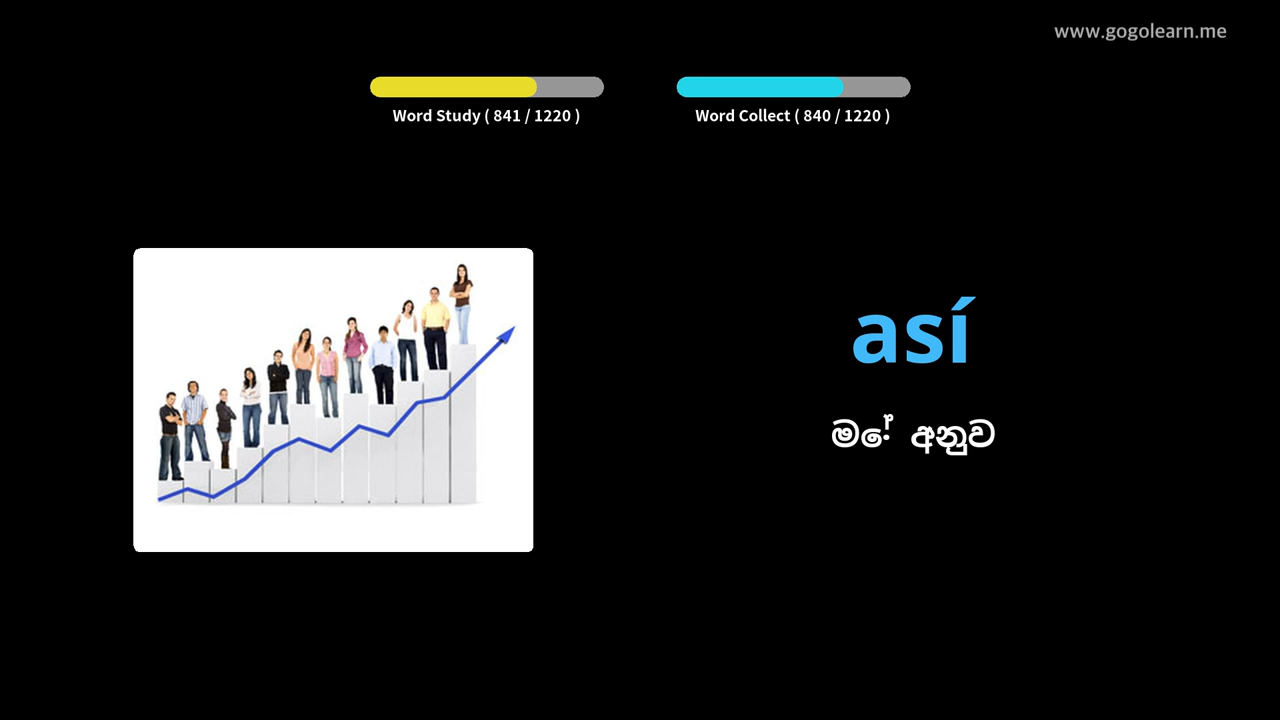 www.gogolearn.me
Word Study ( 841 / 1220 )
Word Collect ( 840 / 1220 )
así
මේ අනුව